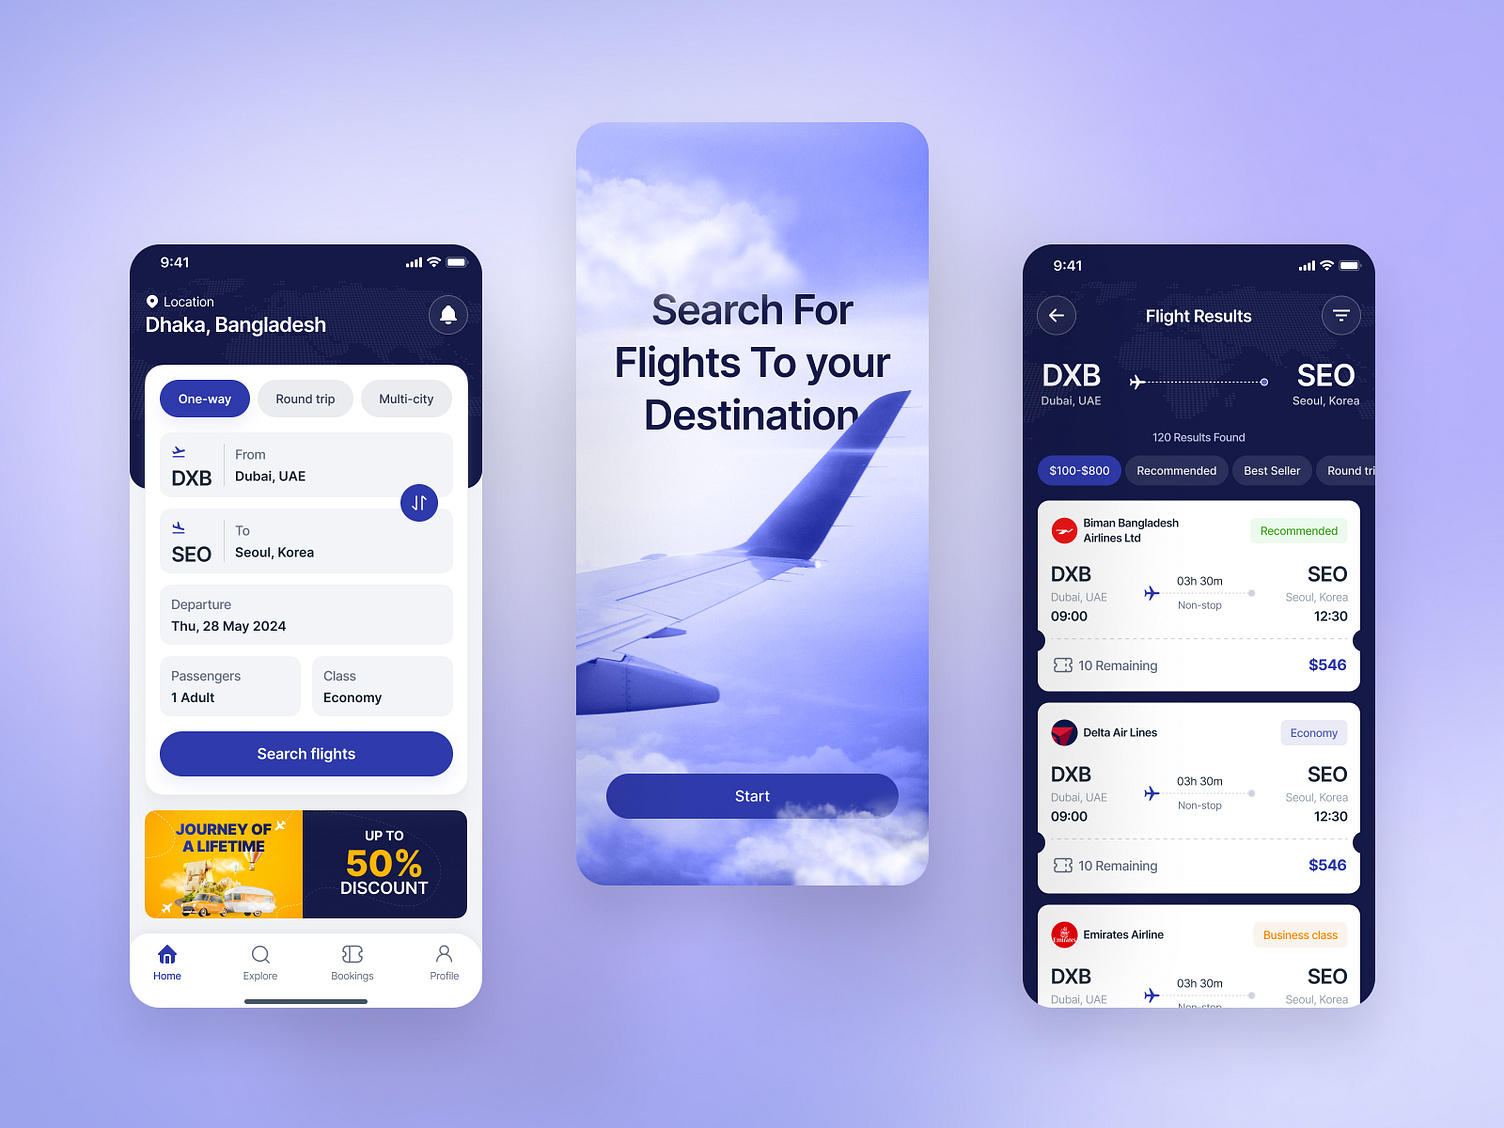 9:41
Location
Dhaka, Bangladesh
One-way
Round trip
Multi-city
DXB
From
Dubai, UAE
SEO
To
Seoul, Korea
Departure
Thu, 28 May 2024
Passengers
1 Adult
Class
Economy
Search flights
JOURNEY OF
A LIFETIME
UP TO
50%
DISCOUNT
Home
Explore
Bookings
Profile
Search For
Flights To your
Destination
Start
9:41
Flight Results
DXB
Dubai, UAE
SEO
Seoul, Korea
120 Results Found
$100-$800
Recommended
Best Seller
Round tri
Biman Bangladesh
Airlines Ltd
Recommended
DXB
Dubai, UAE
09:00
03h 30m
Non-stop
SEO
Seoul, Korea
12:30
10 Remaining
$546
Delta Air Lines
Economy
DXB
Dubai, UAE
09:00
03h 30m
Non-stop
SEO
Seoul, Korea
12:30
10 Remaining
$546
Emirates
Emirates Airline
Business class
DXB
Dubai, UAE
03h 30m
Non-stop
SEO
Seoul, Korea